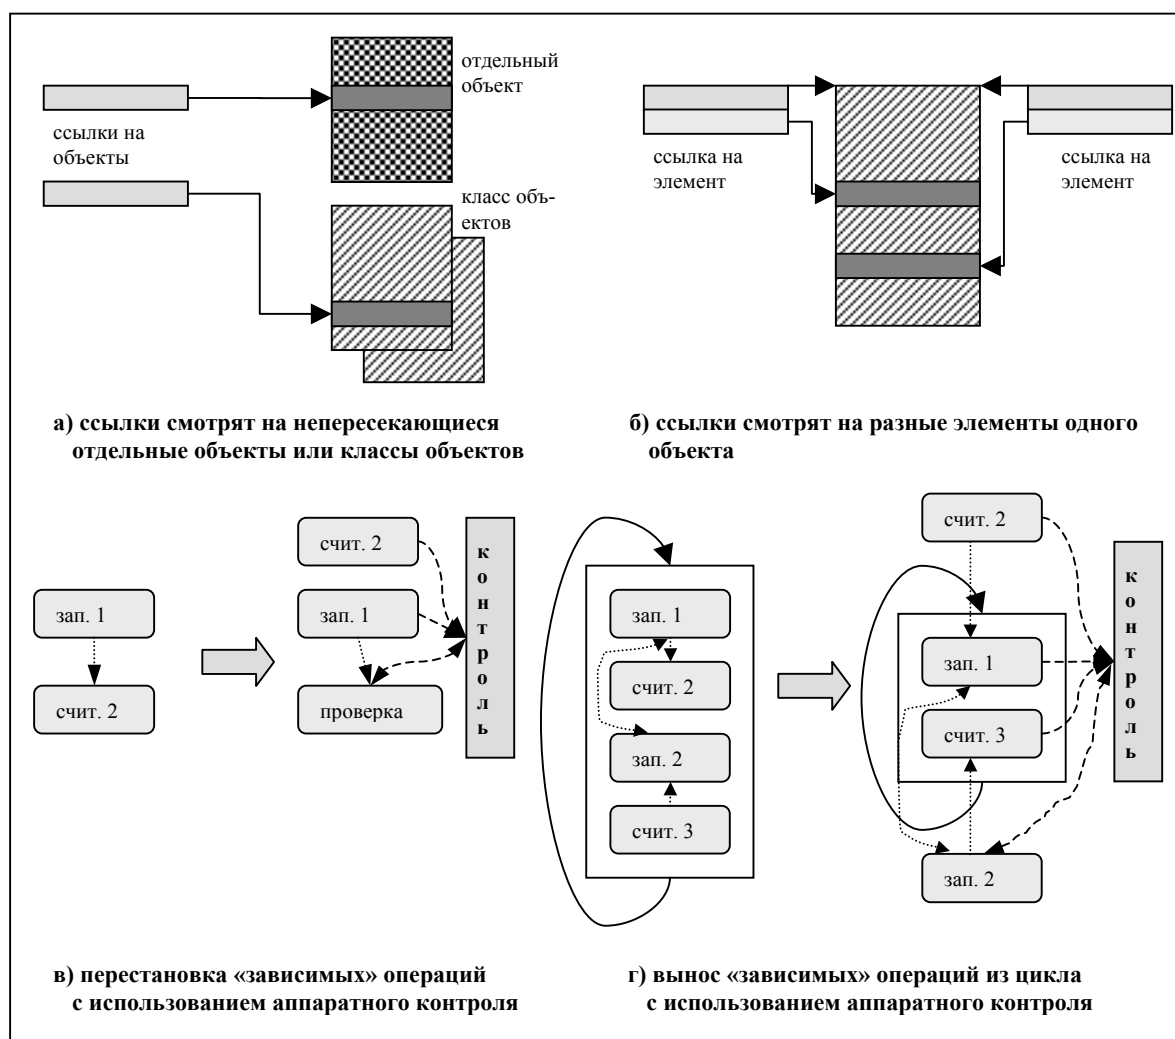 отдельный
объект
ссылки на
объекты
класс объ-
ектов
ссылка на
элемент
ссылка на
элемент
а) ссылки смотрят на непересекающиеся
отдельные объекты или классы объектов
б) ссылки смотрят на разные элементы одного
объекта
зап. 1
счит. 2
счит. 2
зап. 1
проверка
контроль
зап. 1
счит. 2
зап. 2
счит. 3
счит. 2
зап. 1
счит. 3
зап. 2
контроль
в) перестановка «зависимых» операций
с использованием аппаратного контроля
г) вынос «зависимых» операций из цикла
с использованием аппаратного контроля